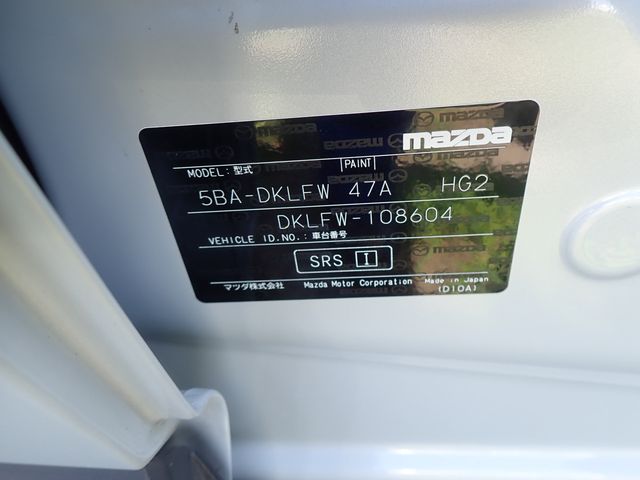 mazda
MODEL: 型式 PAINT
5BA-DKLFW 47A HG2
DKLFW-108604
VEHICLE ID.NO.: 車台番号
SRS I
マツダ株式会社 Mazda Motor Corporation Made in Japan
(D10A)